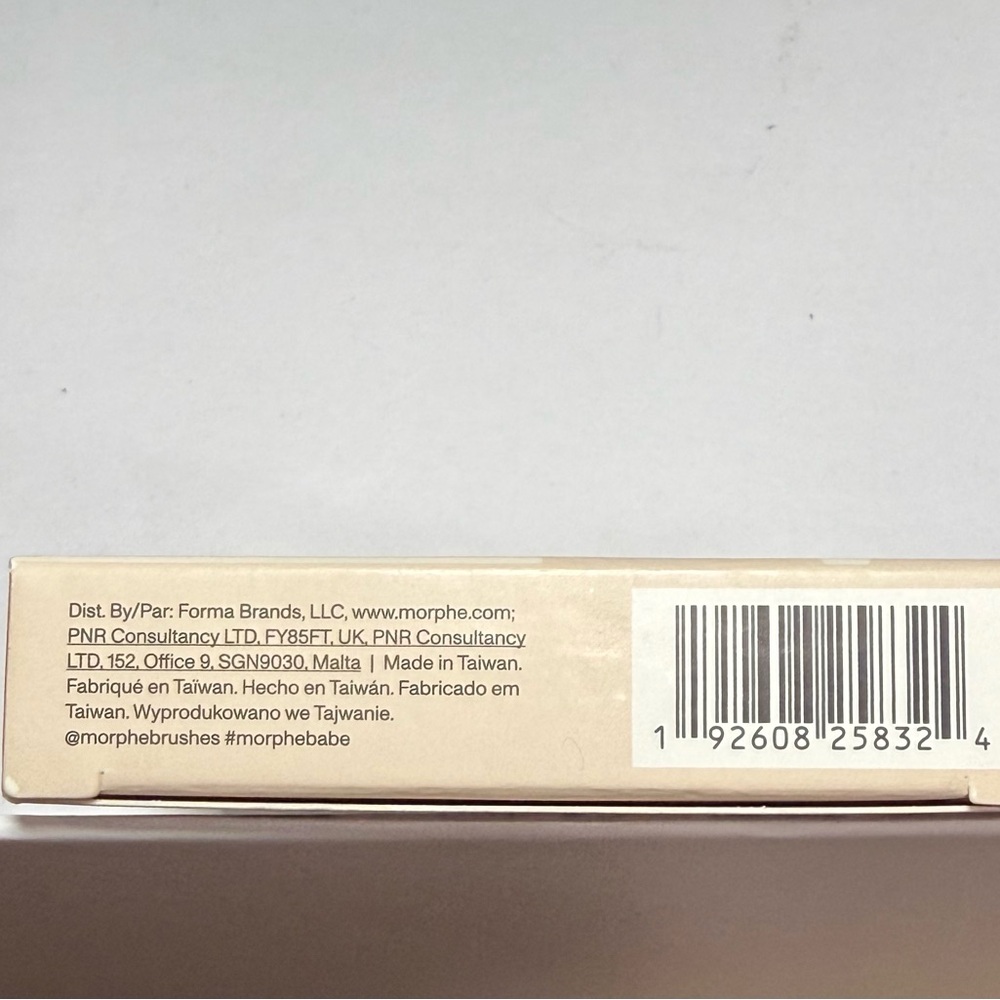 Dist. By/Par: Forma Brands, LLC, www.morphe.com;
PNR Consultancy LTD, FY85FT, UK, PNR Consultancy
LTD, 152, Office 9, SGN9030, Malta | Made in Taiwan.
Fabriqué en Taïwan. Hecho en Taiwán. Fabricado em
Taiwan. Wyprodukowano we Tajwanie.
@morphebrushes #morphebabe
1 92608 25832 4